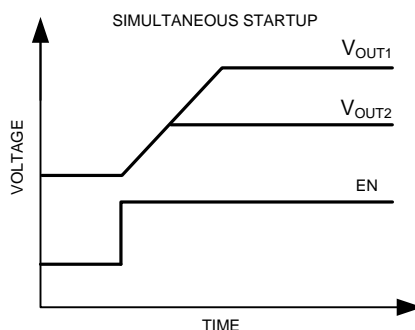 SIMULTANEOUS STARTUP
VOUT1
VOUT2
EN
VOLTAGE
TIME